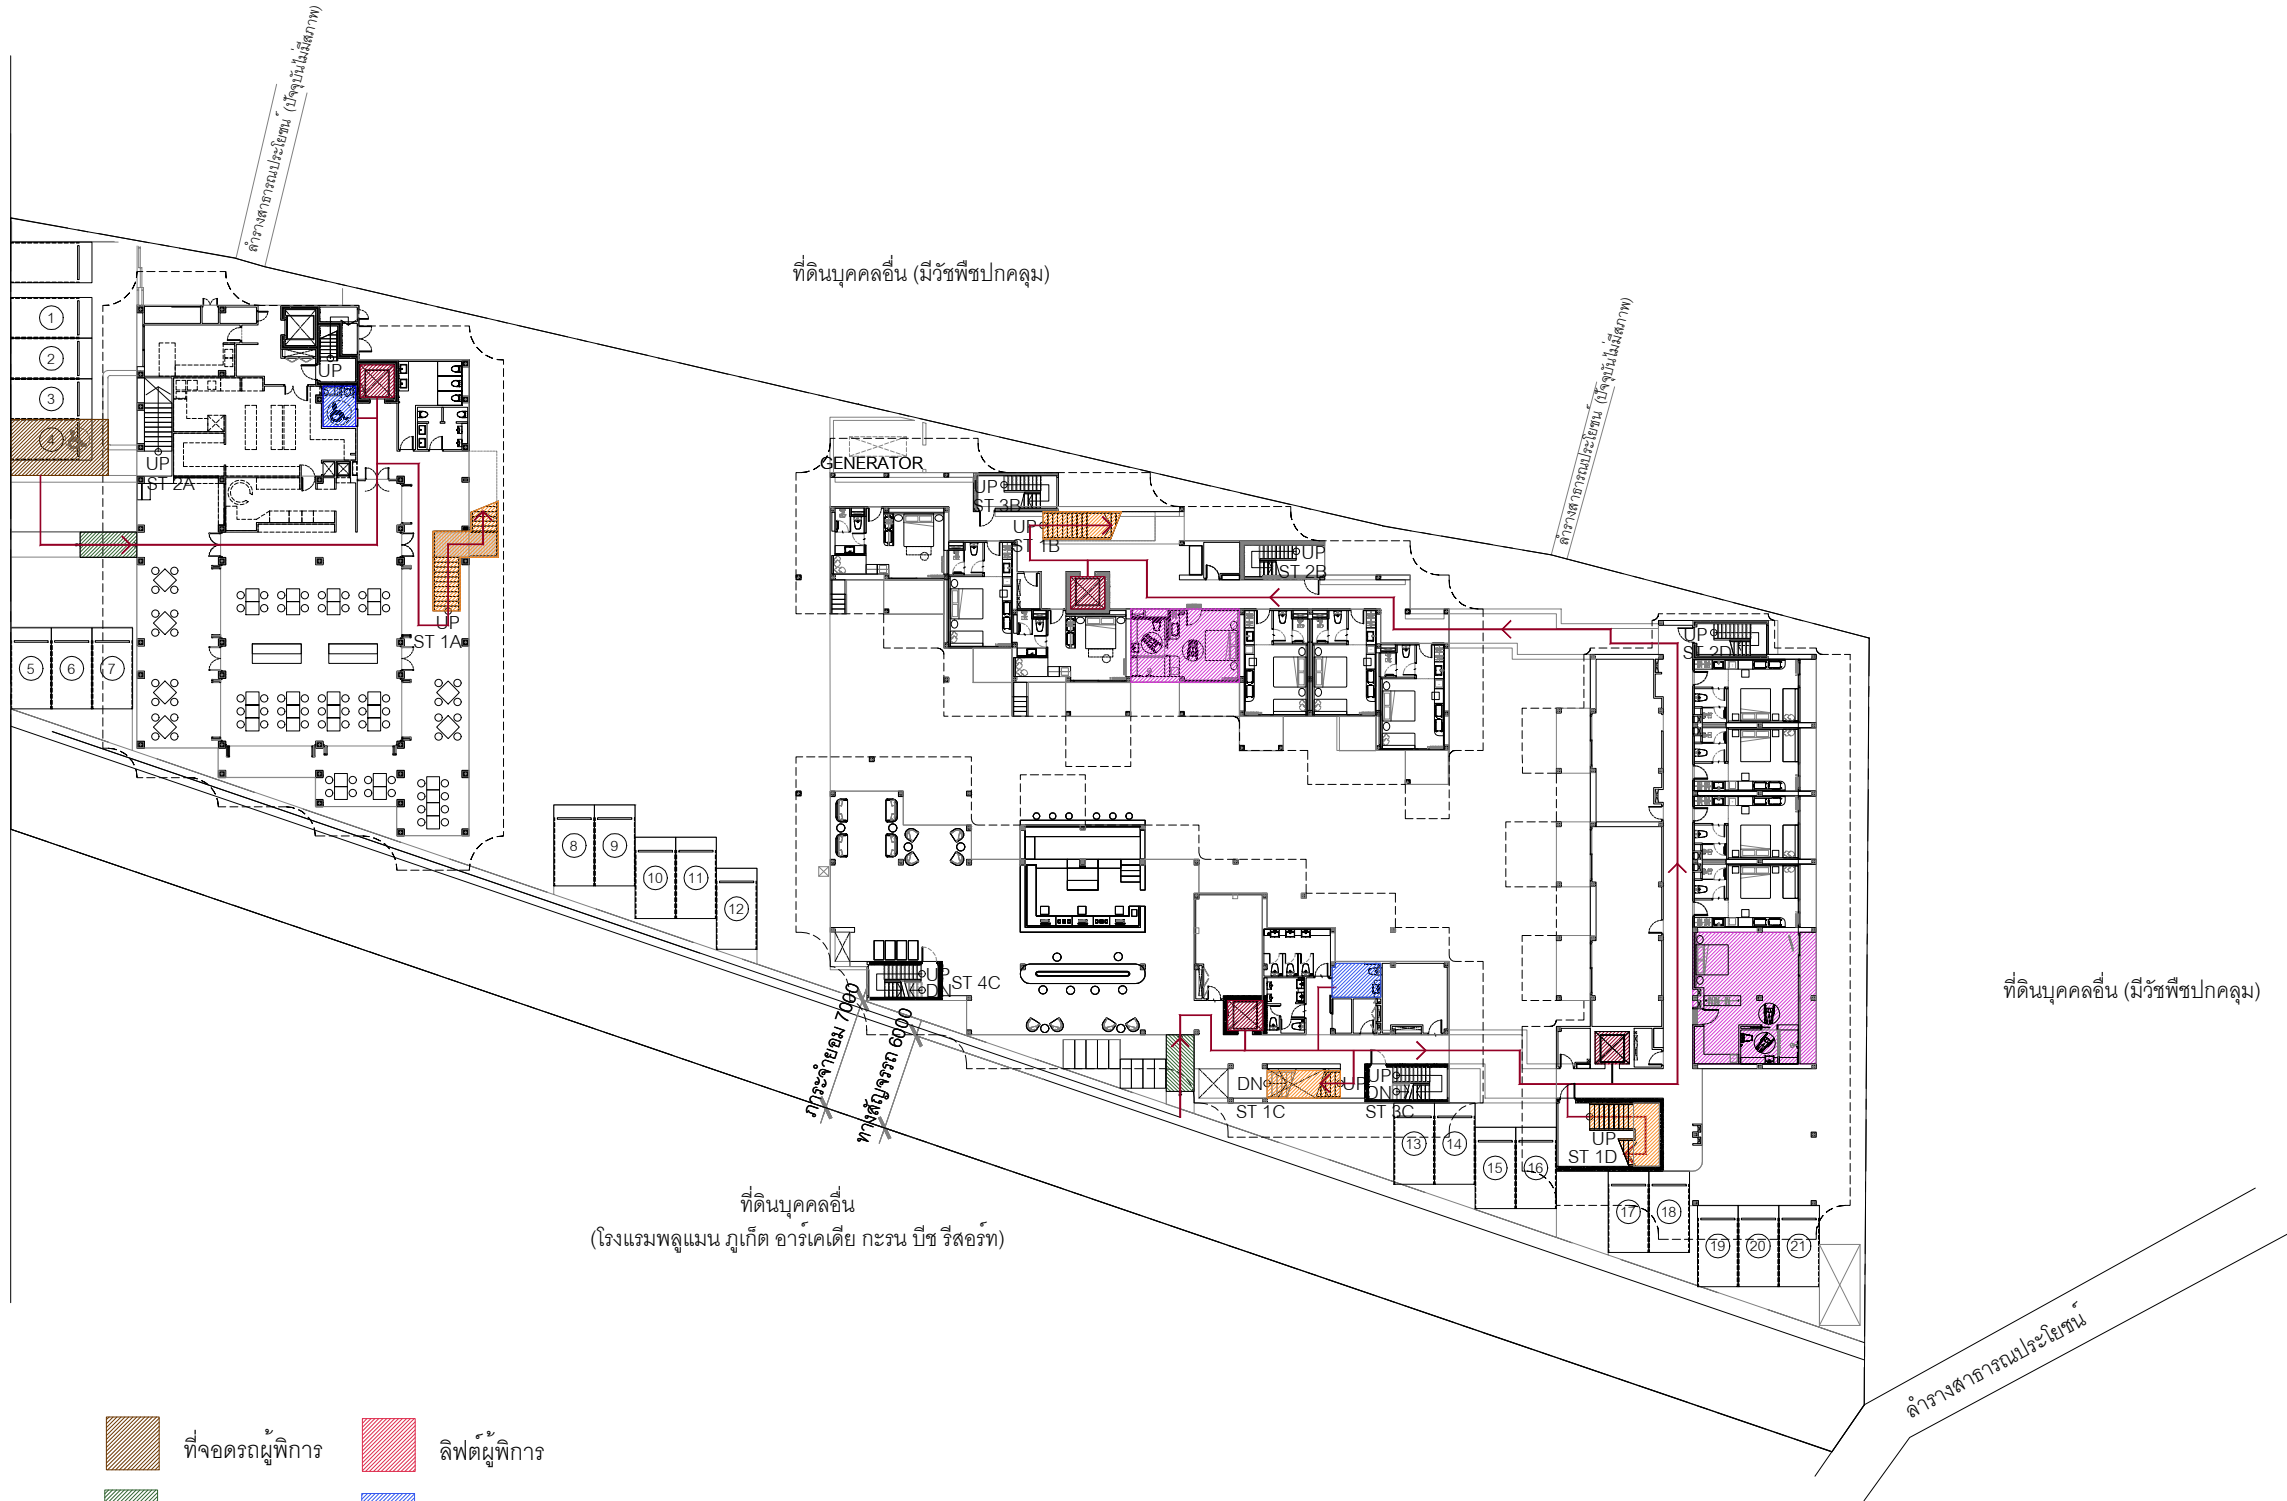 ลำรางสาธารณประโยชน์ (ปัจจุบันไม่มีสภาพ)
ที่ดินบุคคลอื่น (มีวัชพืชปกคลุม)
ลำรางสาธารณประโยชน์ (ปัจจุบันไม่มีสภาพ)
1
2
3
4
UP
UP
ST 2A
UP
ST 1A
5
6
7
GENERATOR
UP
ST 3B
UP
ST 1B
UP
ST 2B
UP
ST 2D
8
9
10
11
12
UP
DN
ST 4C
ภาระจำยอม 7000
ทางสัญจรรถ 6000
ที่ดินบุคคลอื่น (มีวัชพืชปกคลุม)
DN
UP
ST 1C
UP
DN
ST 3C
UP
ST 1D
13
14
15
16
17
18
19
20
21
ที่ดินบุคคลอื่น
(โรงแรมพลูแมน ภูเก็ต อาร์เคเดีย กะรน บีช รีสอร์ท)
ลำรางสาธารณประโยชน์
ที่จอดรถผู้พิการ
ลิฟต์ผู้พิการ